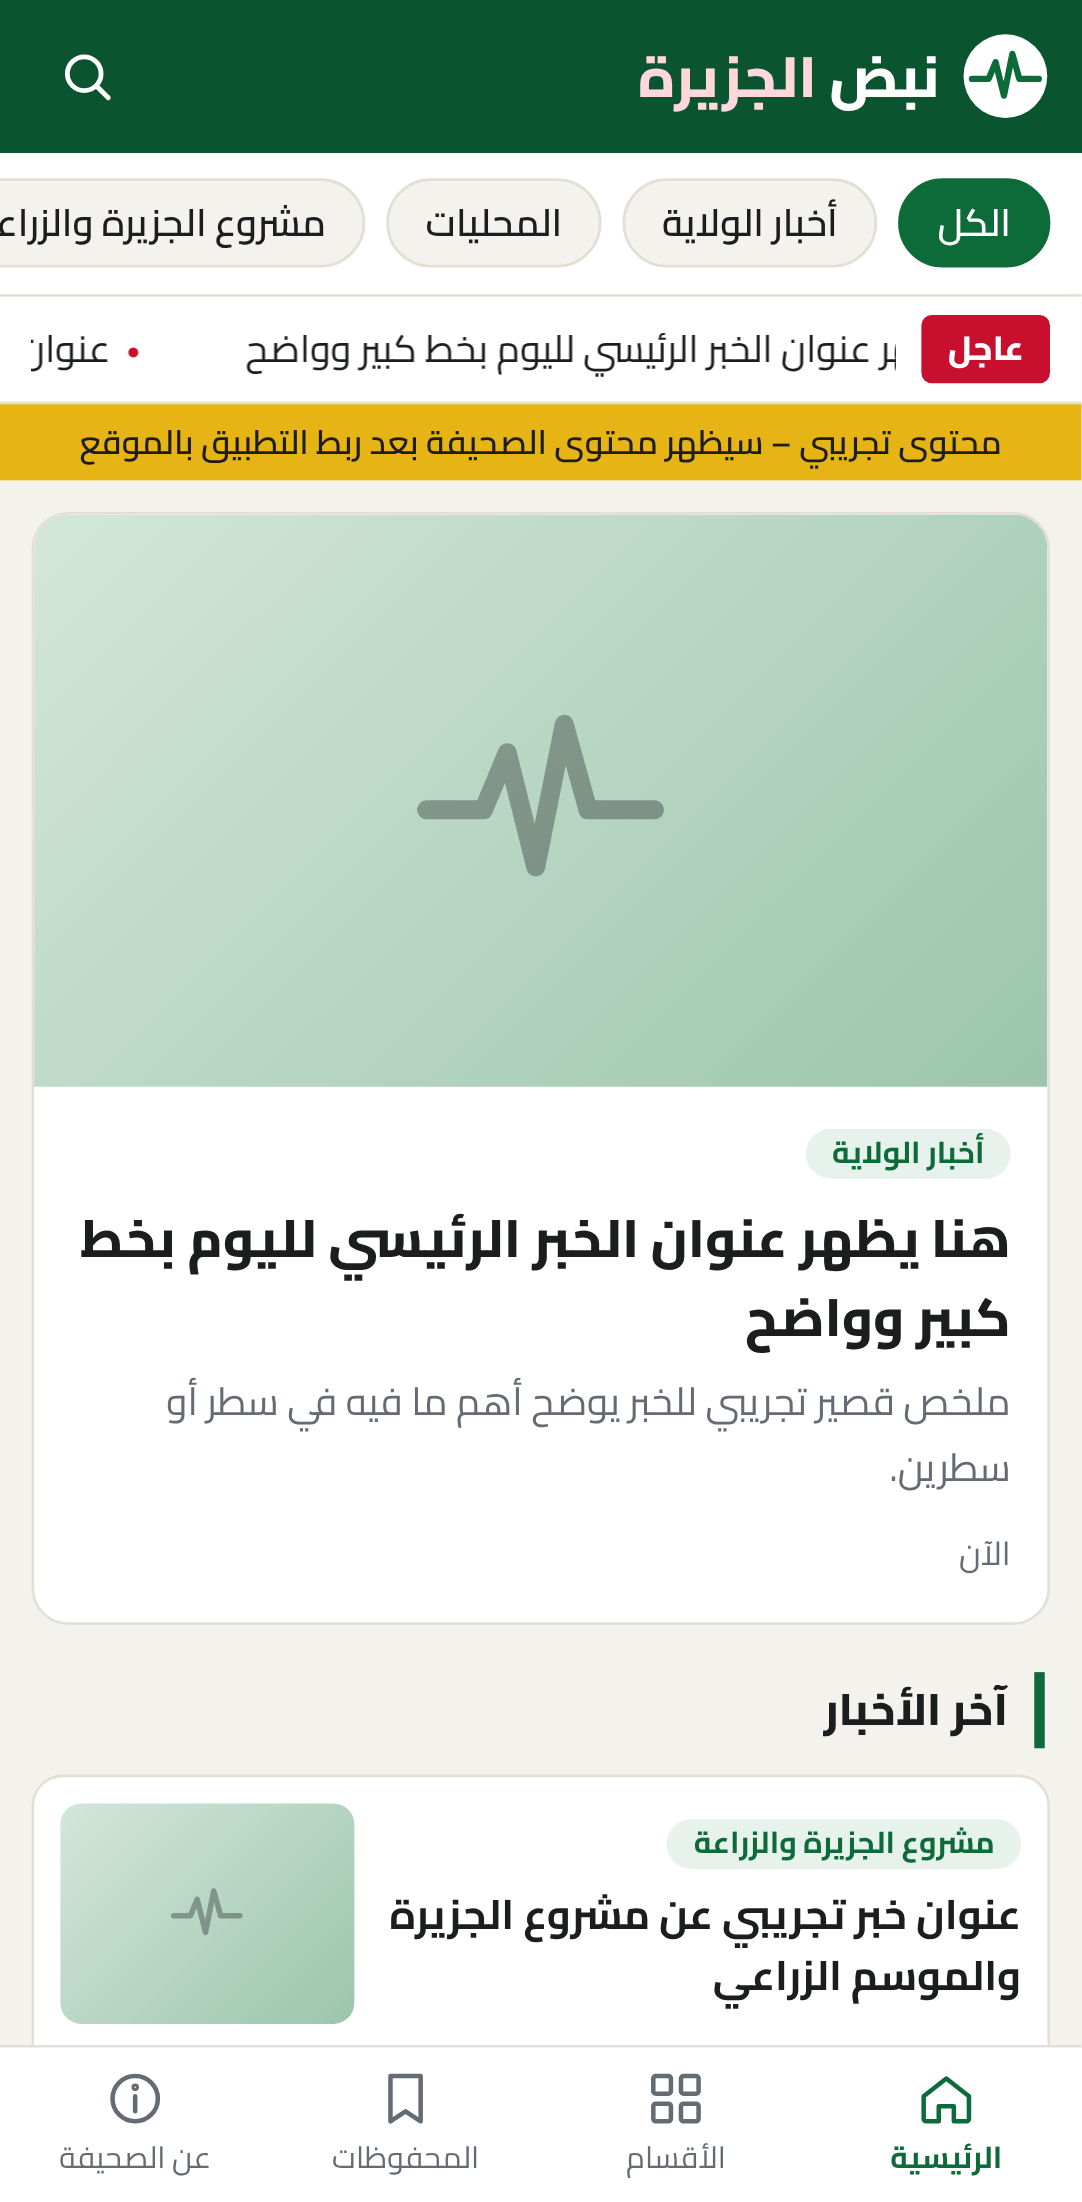 نبض الجزيرة
الكل
أخبار الولاية
المحليات
مشروع الجزيرة والزراع
عاجل
ر عنوان الخبر الرئيسي لليوم بخط كبير وواضح • عنوان
محتوى تجريبي – سيظهر محتوى الصحيفة بعد ربط التطبيق بالموقع
أخبار الولاية
هنا يظهر عنوان الخبر الرئيسي لليوم بخط
كبير وواضح
ملخص قصير تجريبي للخبر يوضح أهم ما فيه في سطر أو
سطرين.
الآن
آخر الأخبار
مشروع الجزيرة والزراعة
عنوان خبر تجريبي عن مشروع الجزيرة
والموسم الزراعي
الرئيسية
الأقسام
المحفوظات
عن الصحيفة